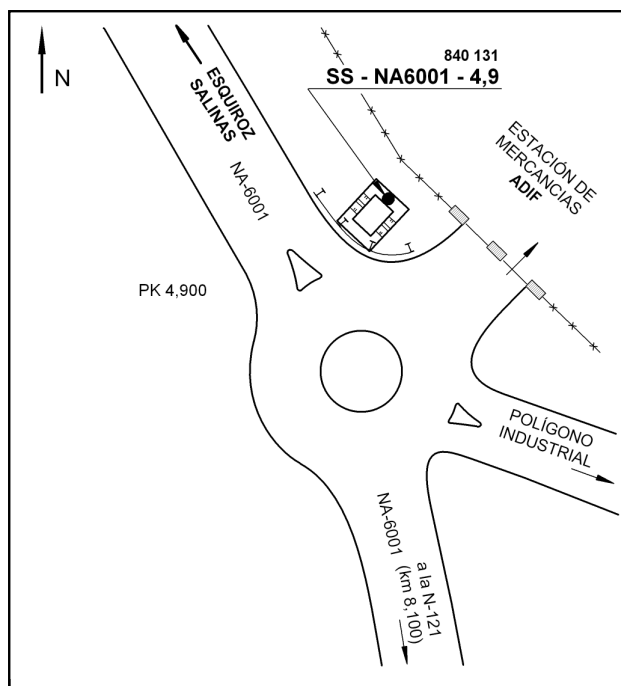 N
840 131
SS - NA6001 - 4,9
ESQUIROZ
SALINAS
NA-6001
ESTACIÓN DE
MERCANCIAS
ADIF
PK 4,900
POLÍGONO
INDUSTRIAL
NA-6001
a la N-121
(km 8,100)